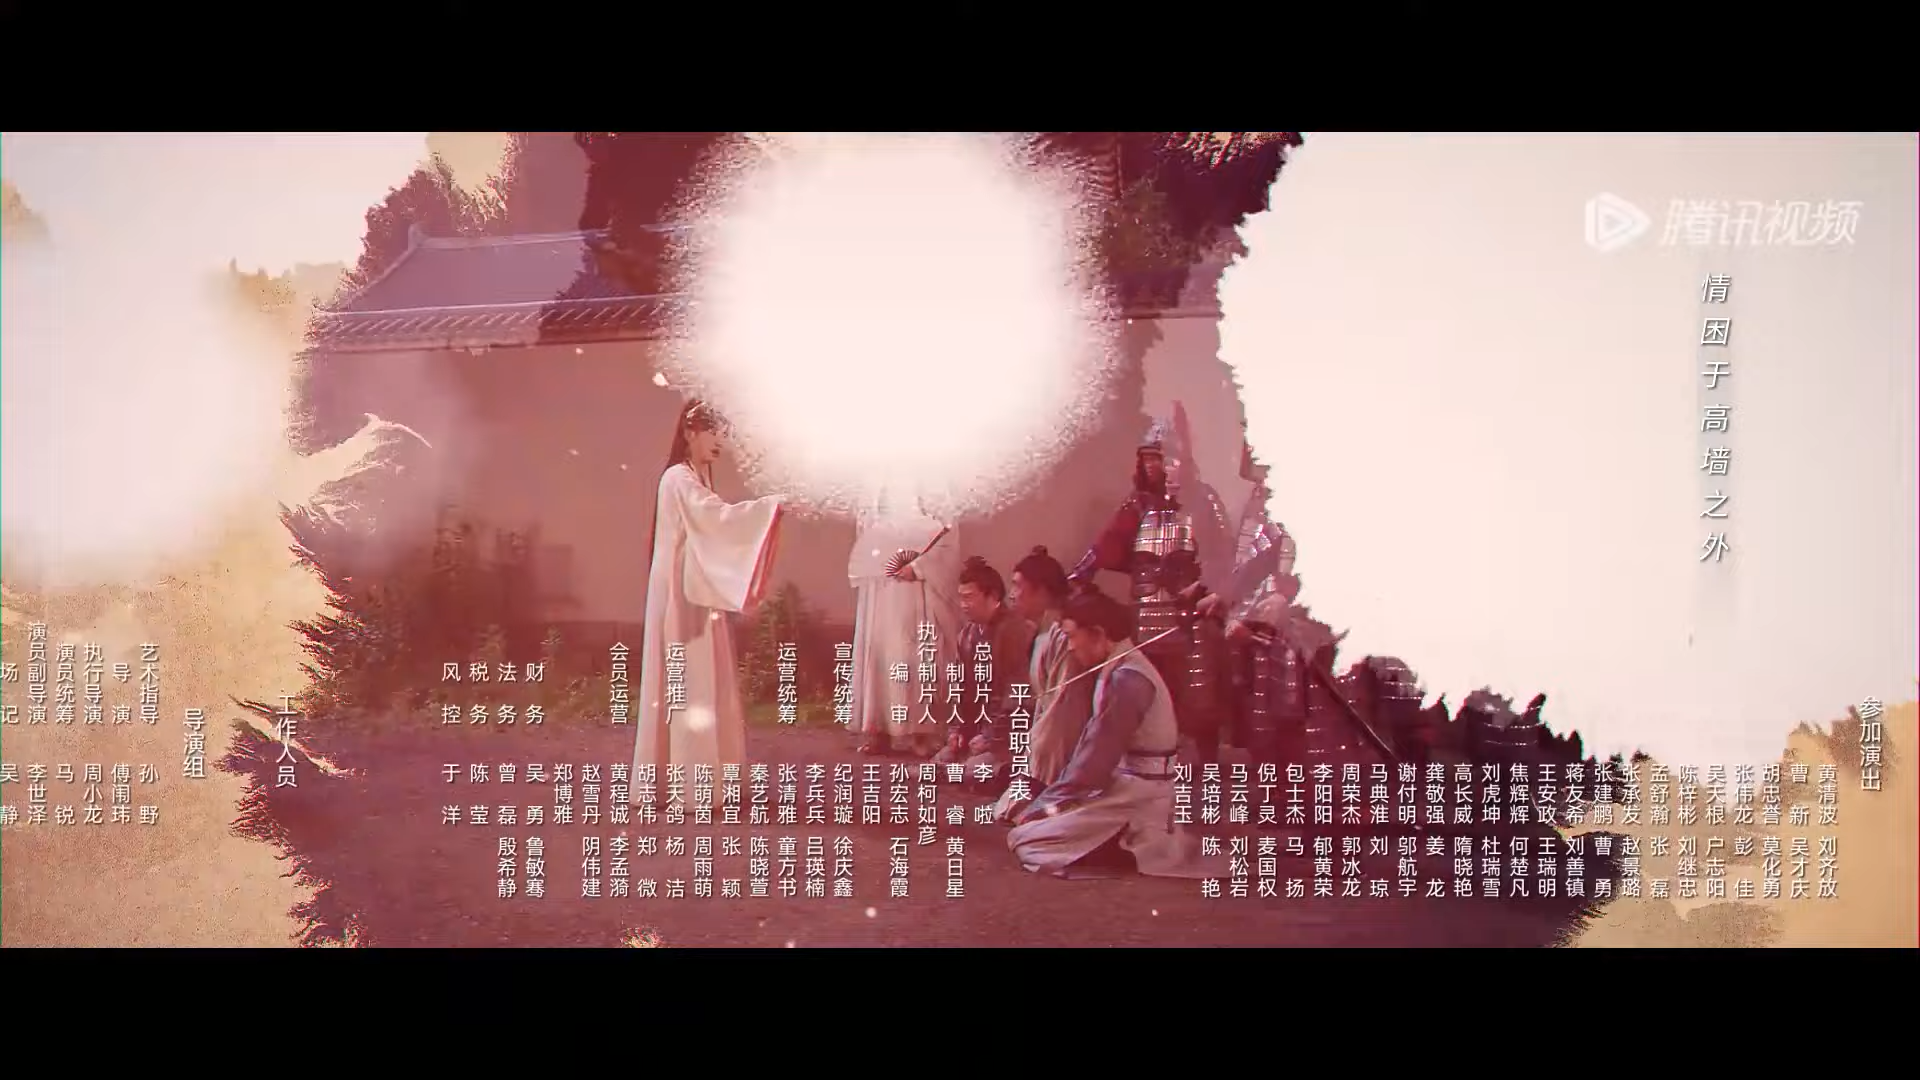 腾讯视频
情困于高墙之外
参加演出
黄清波 刘齐放
曹新 吴才庆
胡忠誉 莫化勇
张伟龙 彭佳
吴天根 户志阳
陈梓彬 刘继忠
孟舒瀚 张磊
张承发 赵景璐
张建鹏 曹勇
蒋友希 刘善镇
王安政 王瑞明
焦辉辉 何楚凡
刘虎坤 杜瑞雪
高长威 隋晓艳
龚敬强 姜龙
谢付明 邬航宇
马典淮 刘琼
周荣杰 郭冰龙
李阳阳 郁黄荣
包士杰 马扬
倪丁灵 麦国权
马云峰 刘松岩
吴培彬 陈艳
刘吉玉
平台职员表
总制片人 李啦
制片人 曹睿 黄日星
执行制片人 周柯如彦
编审 孙宏志 石海霞
王吉阳
宣传统筹 纪润璇 徐庆鑫
李兵兵 吕瑛楠
运营统筹 张清雅 童方书
秦艺航 陈晓萱
覃湘宜 张颖
陈萌茵 周雨萌
运营推广 张天鸽 杨洁
胡志伟 郑微
会员运营 黄程诚 李孟漪
赵雪丹 阴伟建
郑博雅
财务 吴勇 鲁敏骞
法务 曾磊 殷希静
税务 陈莹
风控 于洋
工作人员
导演组
艺术指导 孙野
导演 傅闹玮
执行导演 周小龙
演员统筹 马锐
演员副导演 李世泽
场记 吴静